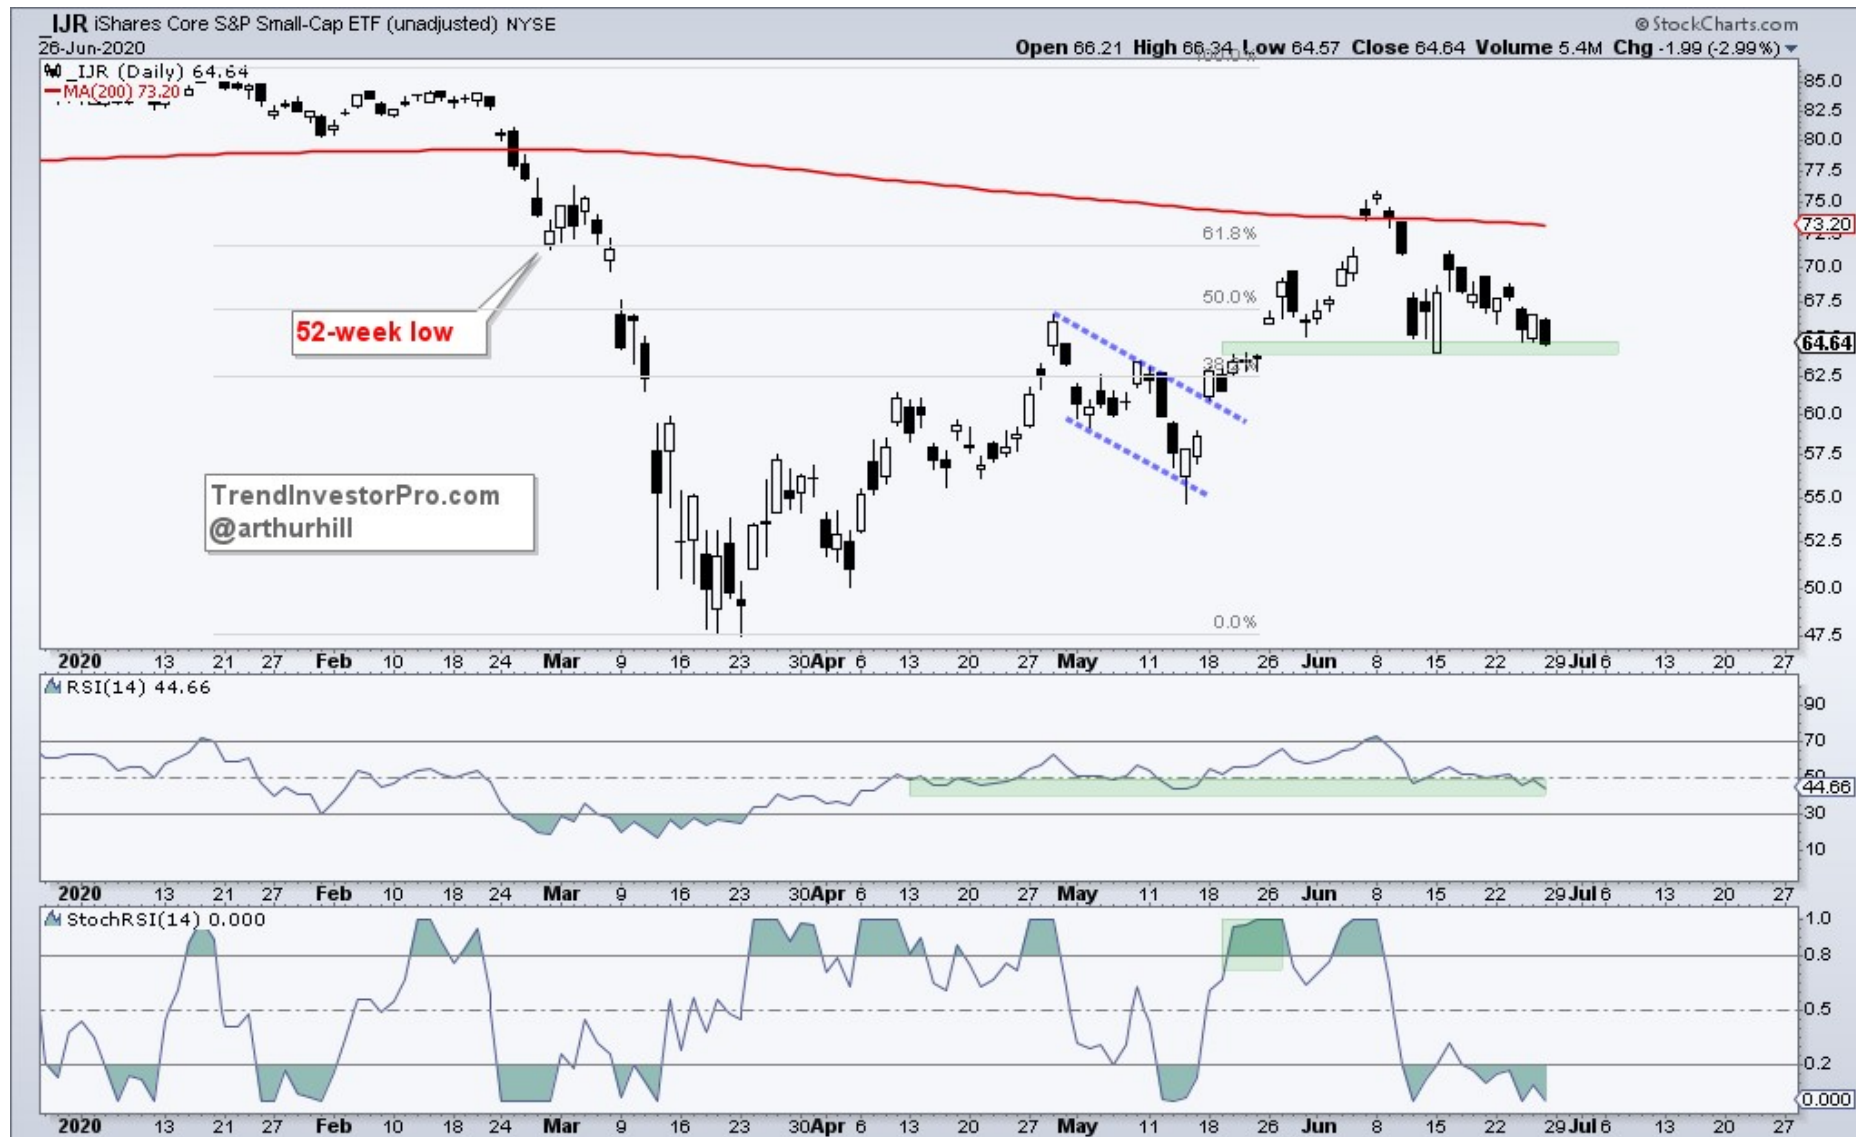 _IJR iShares Core S&P Small-Cap ETF (unadjusted) NYSE
© StockCharts.com
26-Jun-2020
Open 66.21 High 66.34 Low 64.57 Close 64.64 Volume 5.4M Chg -1.99 (-2.99%)
100.0%
_IJR (Daily) 64.64
MA(200) 73.20
85.0
82.5
80.0
77.5
75.0
73.20
72.5
70.0
67.5
64.64
62.5
60.0
57.5
55.0
52.5
50.0
47.5
61.8%
50.0%
38.2%
0.0%
52-week low
TrendInvestorPro.com
@arthurhill
2020 13 21 27 Feb 10 18 24 Mar 9 16 23 30 Apr 6 13 20 27 May 11 18 26 Jun 8 15 22 29 Jul 6 13 20 27
RSI(14) 44.66
90
70
50
44.66
30
10
2020 13 21 27 Feb 10 18 24 Mar 9 16 23 30 Apr 6 13 20 27 May 11 18 26 Jun 8 15 22 29 Jul 6 13 20 27
StochRSI(14) 0.000
1.0
0.8
0.5
0.2
0.000
2020 13 21 27 Feb 10 18 24 Mar 9 16 23 30 Apr 6 13 20 27 May 11 18 26 Jun 8 15 22 29 Jul 6 13 20 27